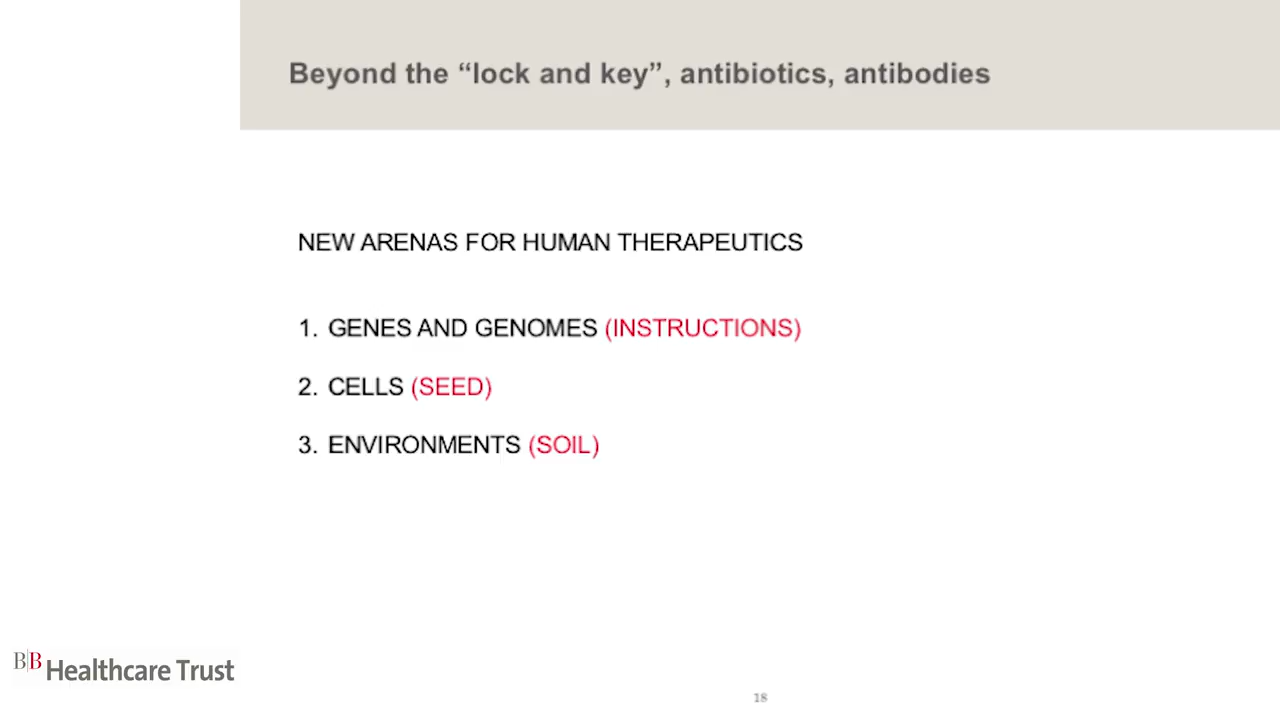 Beyond the “lock and key”, antibiotics, antibodies
NEW ARENAS FOR HUMAN THERAPEUTICS
1. GENES AND GENOMES (INSTRUCTIONS)
2. CELLS (SEED)
3. ENVIRONMENTS (SOIL)
B|B Healthcare Trust
18